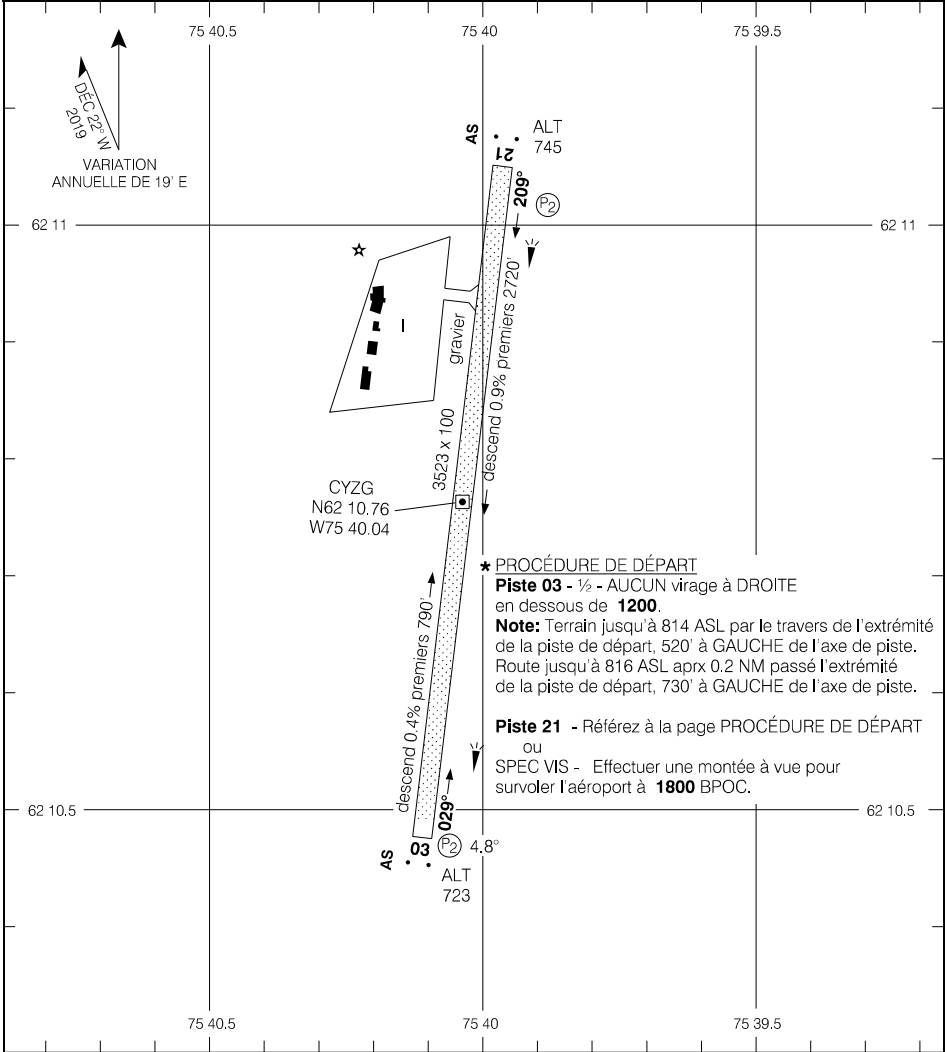 75 40.5
75 40
75 39.5
DÉC 22° W
2019
VARIATION
ANNUELLE DE 19' E
AS
ALT
745
21
209°
P2
62 11
descend 0.9% premiers 2720'
gravier
I
3523 x 100
CYZG
N62 10.76
W75 40.04
* PROCÉDURE DE DÉPART
Piste 03 - ½ - AUCUN virage à DROITE
en dessous de 1200.
Note: Terrain jusqu'à 814 ASL par le travers de l'extrémité
de la piste de départ, 520' à GAUCHE de l'axe de piste.
Route jusqu'à 816 ASL aprx 0.2 NM passé l'extrémité
de la piste de départ, 730' à GAUCHE de l'axe de piste.
Piste 21 - Référez à la page PROCÉDURE DE DÉPART
ou
SPEC VIS - Effectuer une montée à vue pour
survoler l'aéroport à 1800 BPOC.
descend 0.4% premiers 790'
62 10.5
62 10.5
029°
AS
03
P2 4.8°
ALT
723
75 40.5
75 40
75 39.5